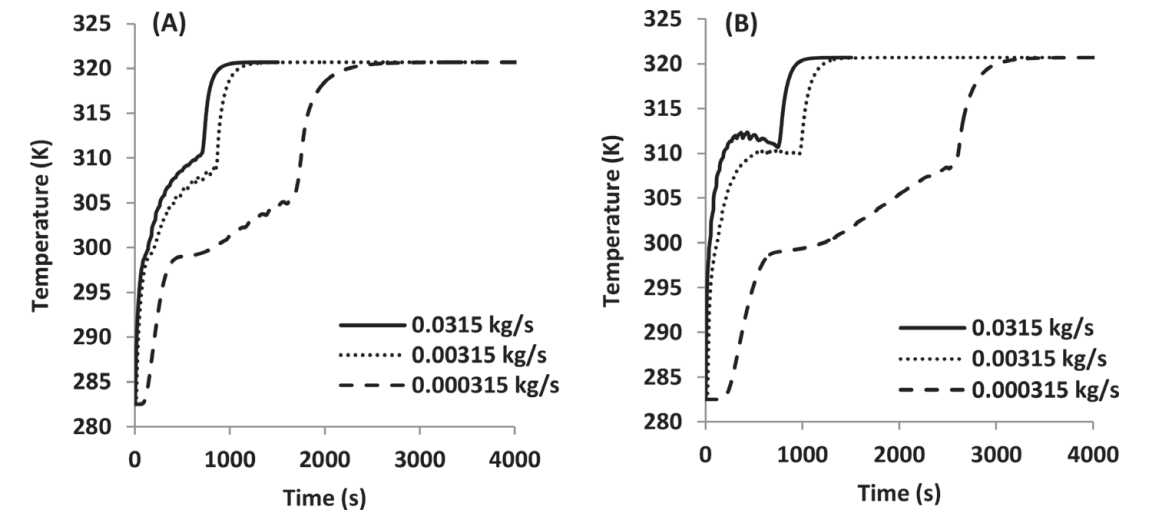 (A)
325
320
315
310
305
300
295
290
285
280
Temperature (K)
0.0315 kg/s
0.00315 kg/s
0.000315 kg/s
0 1000 2000 3000 4000
Time (s)
(B)
325
320
315
310
305
300
295
290
285
280
Temperature (K)
0.0315 kg/s
0.00315 kg/s
0.000315 kg/s
0 1000 2000 3000 4000
Time (s)